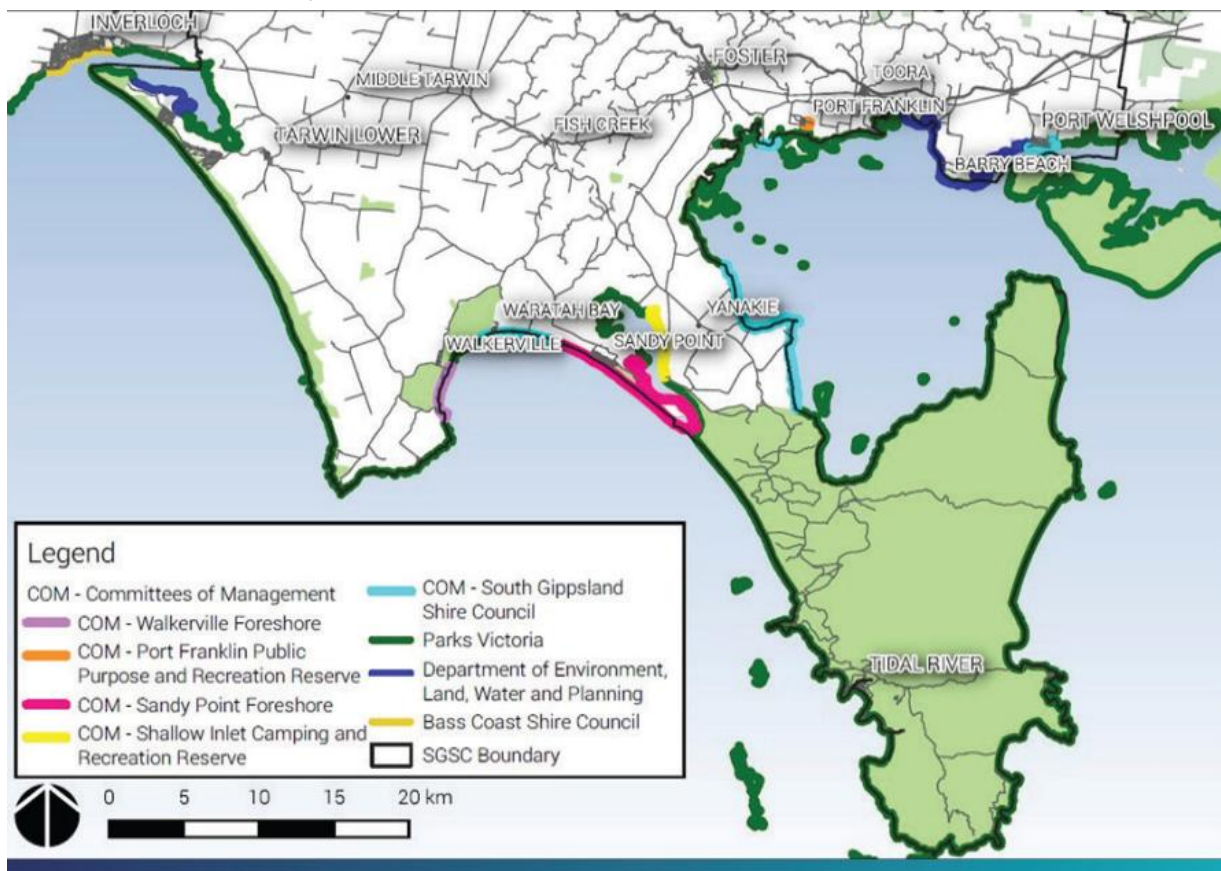 INVERLOCH
FOSTER
MIDDLE TARWIN
TOORA
PORT FRANKLIN
PORT WELSHPOOL
TARWIN LOWER
FISH CREEK
BARRY BEACH
WARATAH BAY
YANAKIE
WALKERVILLE
SANDY POINT
TIDAL RIVER
Legend
COM - Committees of Management
COM - Walkerville Foreshore
COM - Port Franklin Public
Purpose and Recreation Reserve
COM - Sandy Point Foreshore
COM - Shallow Inlet Camping and
Recreation Reserve
COM - South Gippsland
Shire Council
Parks Victoria
Department of Environment,
Land, Water and Planning
Bass Coast Shire Council
SGSC Boundary
0 5 10 15 20 km